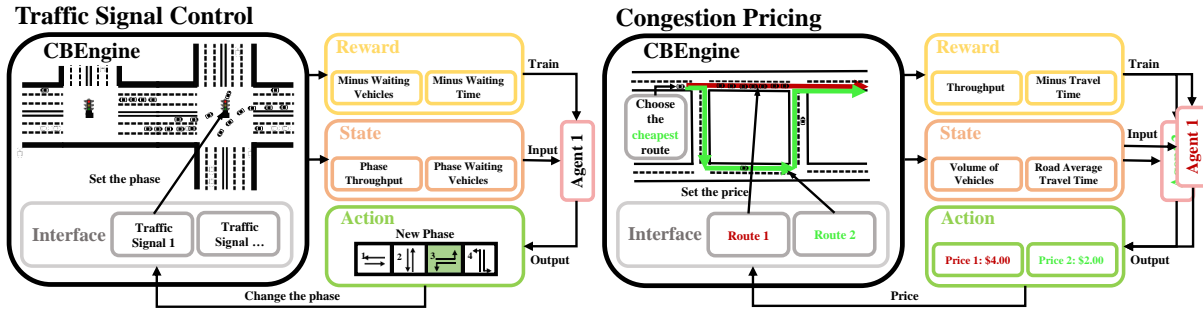 Traffic Signal Control
CBEngine
Set the phase
Interface
Traffic
Signal 1
Traffic
Signal ...
Reward
Minus Waiting
Vehicles
Minus Waiting
Time
State
Phase
Throughput
Phase Waiting
Vehicles
Action
New Phase
1
2
3
4
Train
Input
Agent 1
Output
Change the phase
Congestion Pricing
CBEngine
Choose
the
cheapest
route
Set the price
Interface
Route 1
Route 2
Reward
Throughput
Minus Travel
Time
State
Volume of
Vehicles
Road Average
Travel Time
Action
Price 1: $4.00
Price 2: $2.00
Train
Input
Agent 1
Output
Price